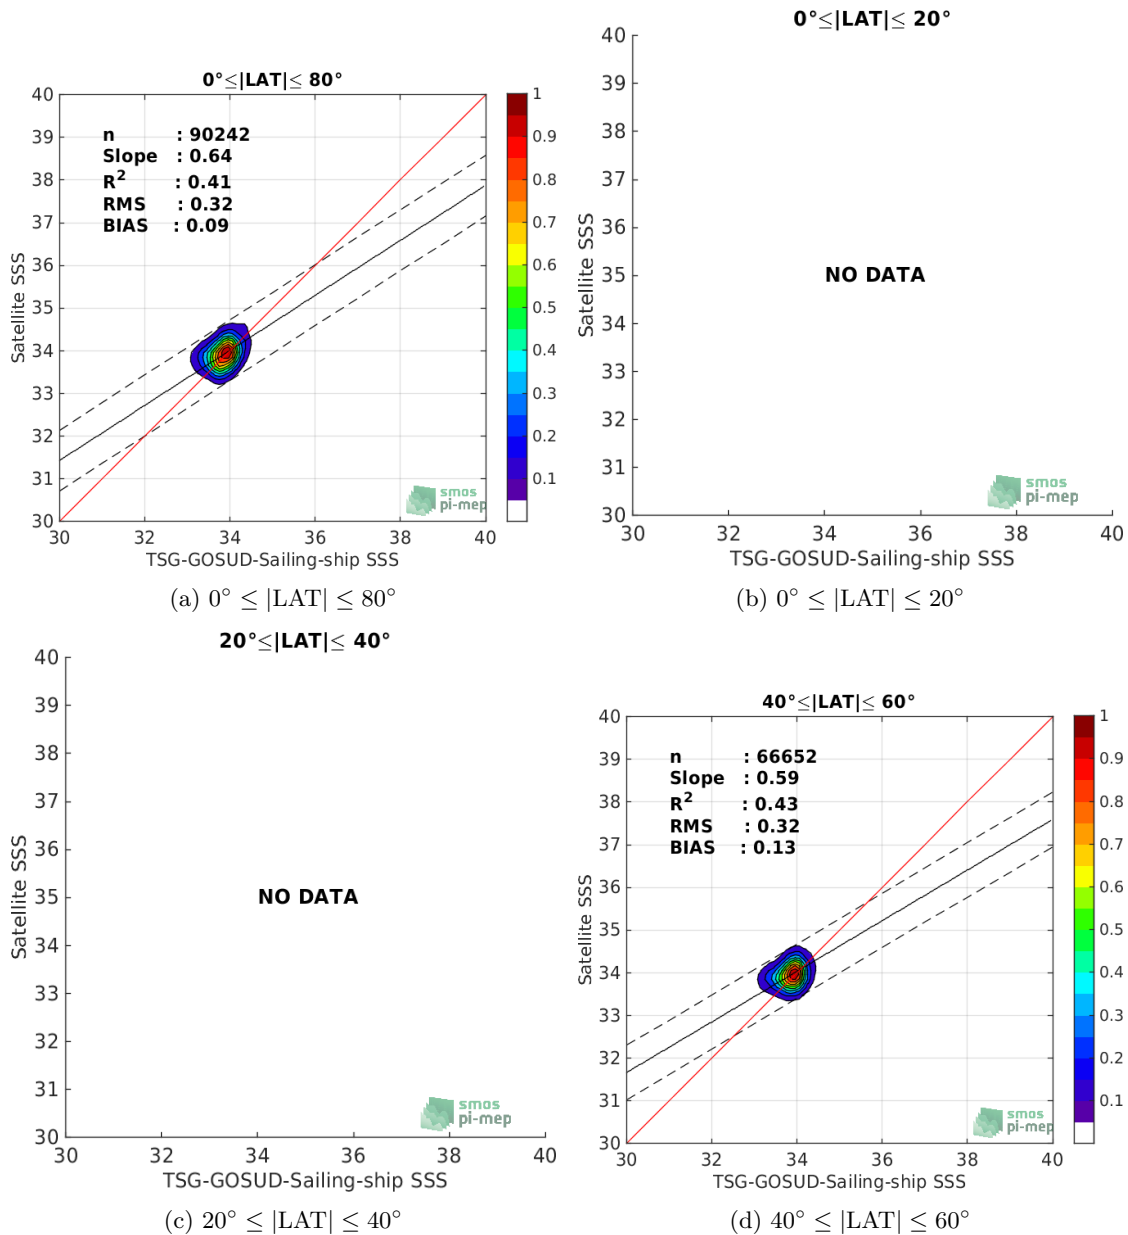 0°≤|LAT|≤ 80°
40
39
38
37
36
35
34
33
32
31
30
n : 90242
Slope : 0.64
R² : 0.41
RMS : 0.32
BIAS : 0.09
1
0.9
0.8
0.7
0.6
0.5
0.4
0.3
0.2
0.1
Satellite SSS
smos
pi-mep
30 32 34 36 38 40
TSG-GOSUD-Sailing-ship SSS
(a) 0° ≤ |LAT| ≤ 80°
0°≤|LAT|≤ 20°
40
39
38
37
36
35
34
33
32
31
30
Satellite SSS
NO DATA
smos
pi-mep
30 32 34 36 38 40
TSG-GOSUD-Sailing-ship SSS
(b) 0° ≤ |LAT| ≤ 20°
20°≤|LAT|≤ 40°
40
39
38
37
36
35
34
33
32
31
30
Satellite SSS
NO DATA
smos
pi-mep
30 32 34 36 38 40
TSG-GOSUD-Sailing-ship SSS
(c) 20° ≤ |LAT| ≤ 40°
40°≤|LAT|≤ 60°
40
39
38
37
36
35
34
33
32
31
30
n : 66652
Slope : 0.59
R² : 0.43
RMS : 0.32
BIAS : 0.13
1
0.9
0.8
0.7
0.6
0.5
0.4
0.3
0.2
0.1
Satellite SSS
smos
pi-mep
30 32 34 36 38 40
TSG-GOSUD-Sailing-ship SSS
(d) 40° ≤ |LAT| ≤ 60°